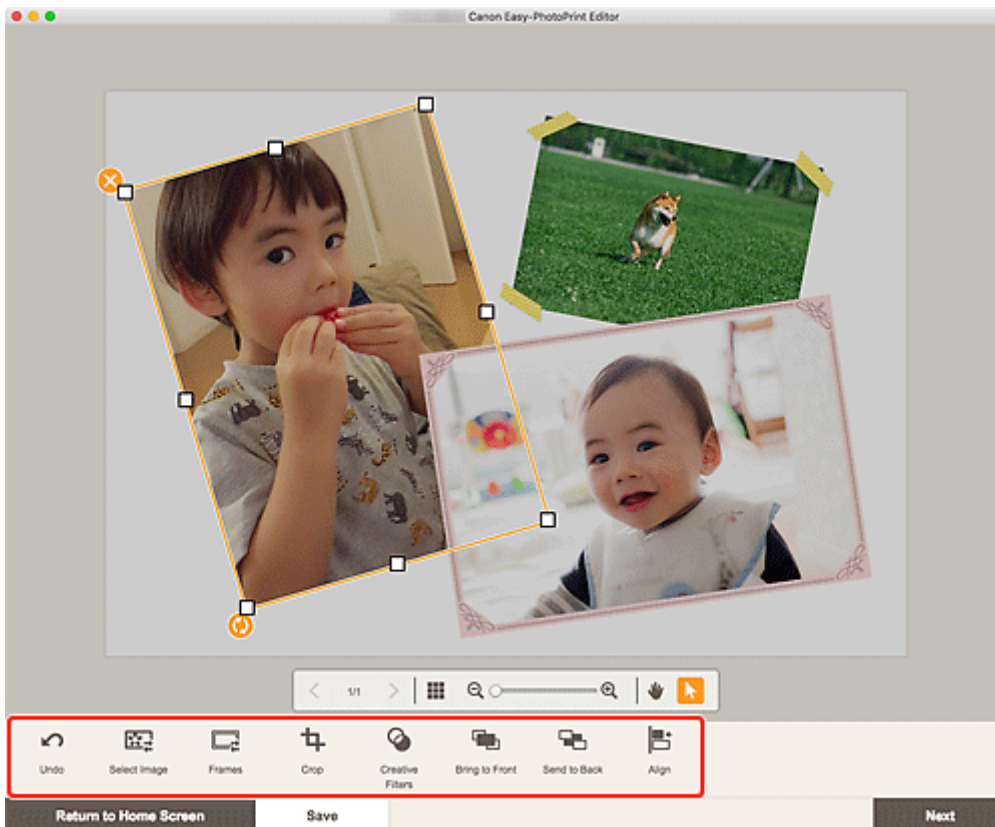 Canon Easy-PhotoPrint Editor
1/1
Undo
Select Image
Frames
Crop
Creative
Filters
Bring to Front
Send to Back
Align
Return to Home Screen
Save
Next